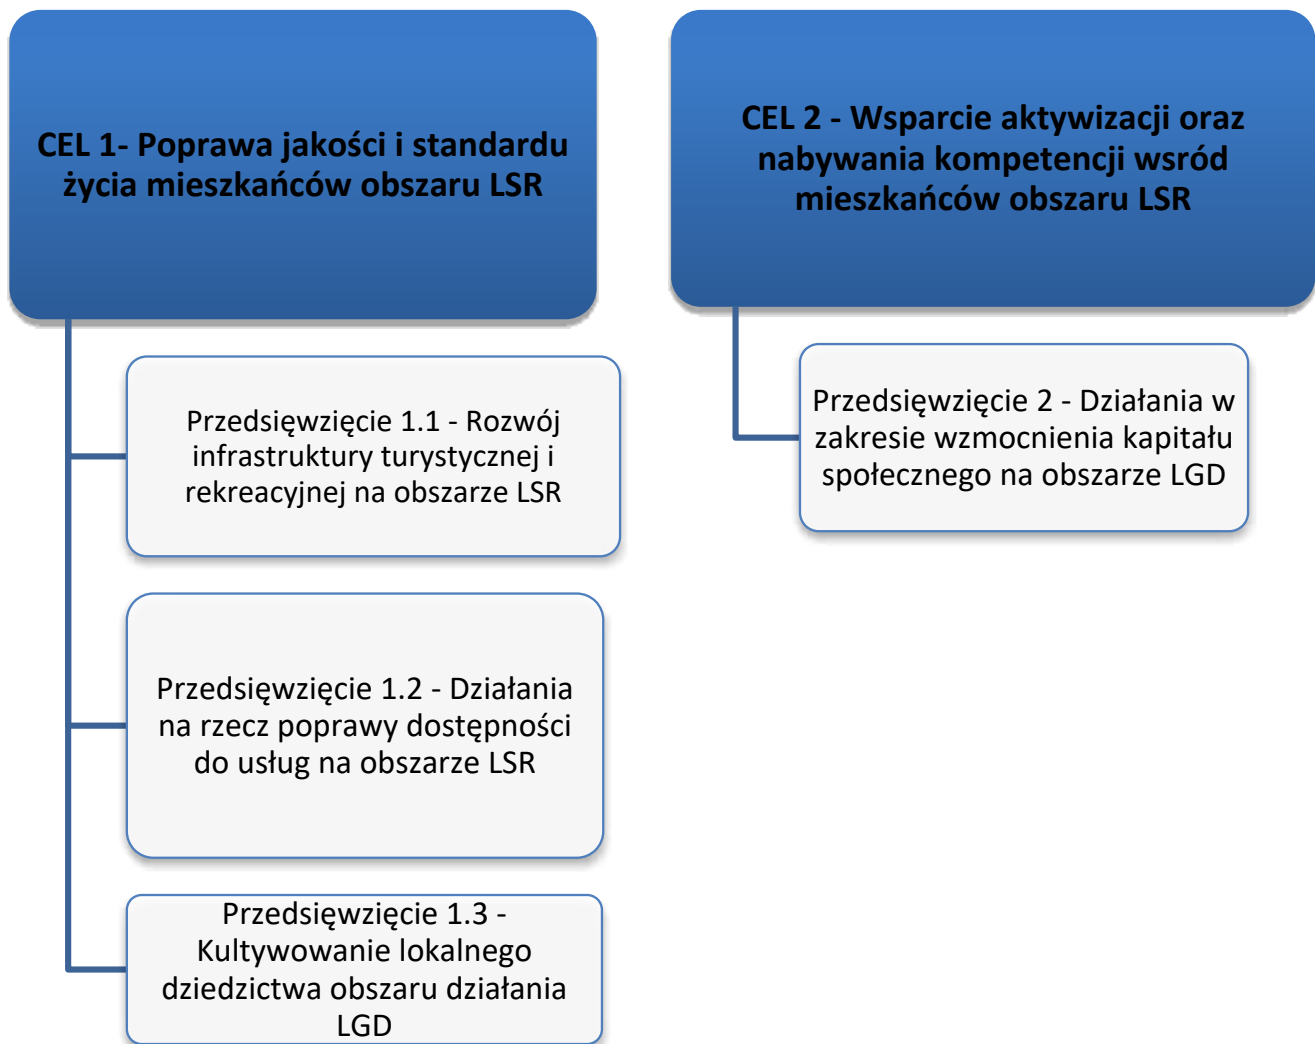 CEL 1- Poprawa jakości i standardu
życia mieszkańców obszaru LSR
Przedsięwzięcie 1.1 - Rozwój
infrastruktury turystycznej i
rekreacyjnej na obszarze LSR
Przedsięwzięcie 1.2 - Działania
na rzecz poprawy dostępności
do usług na obszarze LSR
Przedsięwzięcie 1.3 -
Kultywowanie lokalnego
dziedzictwa obszaru działania
LGD
CEL 2 - Wsparcie aktywizacji oraz
nabywania kompetencji wsród
mieszkańców obszaru LSR
Przedsięwzięcie 2 - Działania w
zakresie wzmocnienia kapitału
społecznego na obszarze LGD